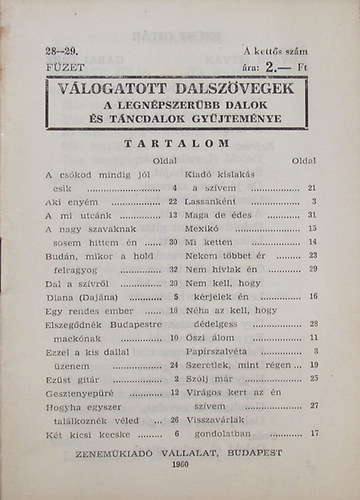 28—29.
FÜZET
A kettős szám
ára: 2.— Ft
VÁLOGATOTT DALSZÖVEGEK
A LEGNÉPSZERŰBB DALOK
ÉS TÁNCDALOK GYŰJTEMÉNYE
TARTALOM
Oldal
A csókod mindig jól
esik ................. 4
Aki enyém ............. 22
A mi utcánk ........... 13
A nagy szavaknak
sosem hittem én ...... 30
Budán, mikor a hold
felragyog ............ 32
Dal a szívről ......... 20
Diana (Dajána) ........ 5
Egy rendes ember ...... 18
Elszegődnék Budapestre
mackónak ............. 10
Ezzel a kis dallal
üzenem ............... 24
Ezüst gitár ........... 2
Gesztenyepüré ......... 12
Hogyha egyszer
találkoznék véled .... 26
Két kicsi kecske ...... 6
Oldal
Kiadó kislakás
a szívem ............. 21
Lassanként ............ 3
Maga de édes .......... 31
Mexikó ................ 15
Mi ketten ............. 14
Nekem többet ér ....... 23
Nem hívlak én ......... 29
Nem kell, hogy
kérjelek én .......... 16
Néha az kell, hogy
dédelgess ............ 28
Őszi álom ............. 11
Papírszalvéta ......... 8
Szeretlek, mint régen .. 19
Szólj már ............. 25
Virágos kert az én
szívem ............... 27
Visszavárlak
gondolatban .......... 17
ZENEMŰKIADÓ VÁLLALAT, BUDAPEST
1960